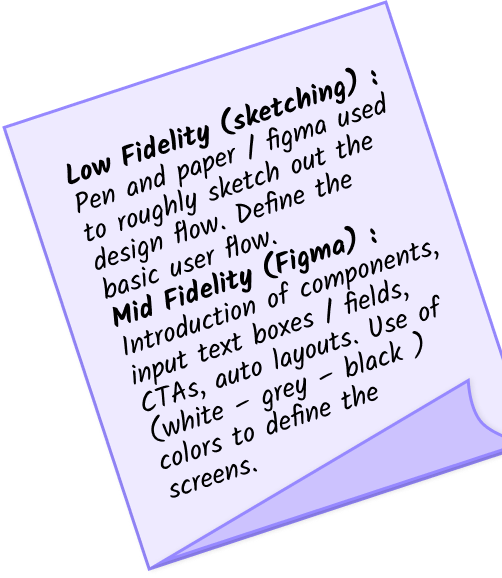 Low Fidelity (sketching) :
Pen and paper / figma used
to roughly sketch out the
design flow. Define the
basic user flow.
Mid Fidelity (Figma) :
Introduction of components,
input text boxes / fields,
CTAs, auto layouts. Use of
(white - grey - black )
colors to define the
screens.